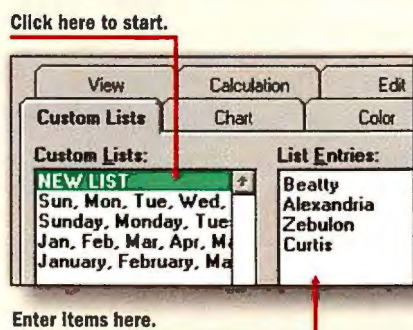 Click here to start.
View Calculation Edit
Custom Lists Chart Color
Custom Lists: List Entries:
NEW LIST
Sun, Mon, Tue, Wed,
Sunday, Monday, Tue
Jan, Feb, Mar, Apr, Ma
January, February, Ma
Beatty
Alexandria
Zebulon
Curtis
Enter items here.